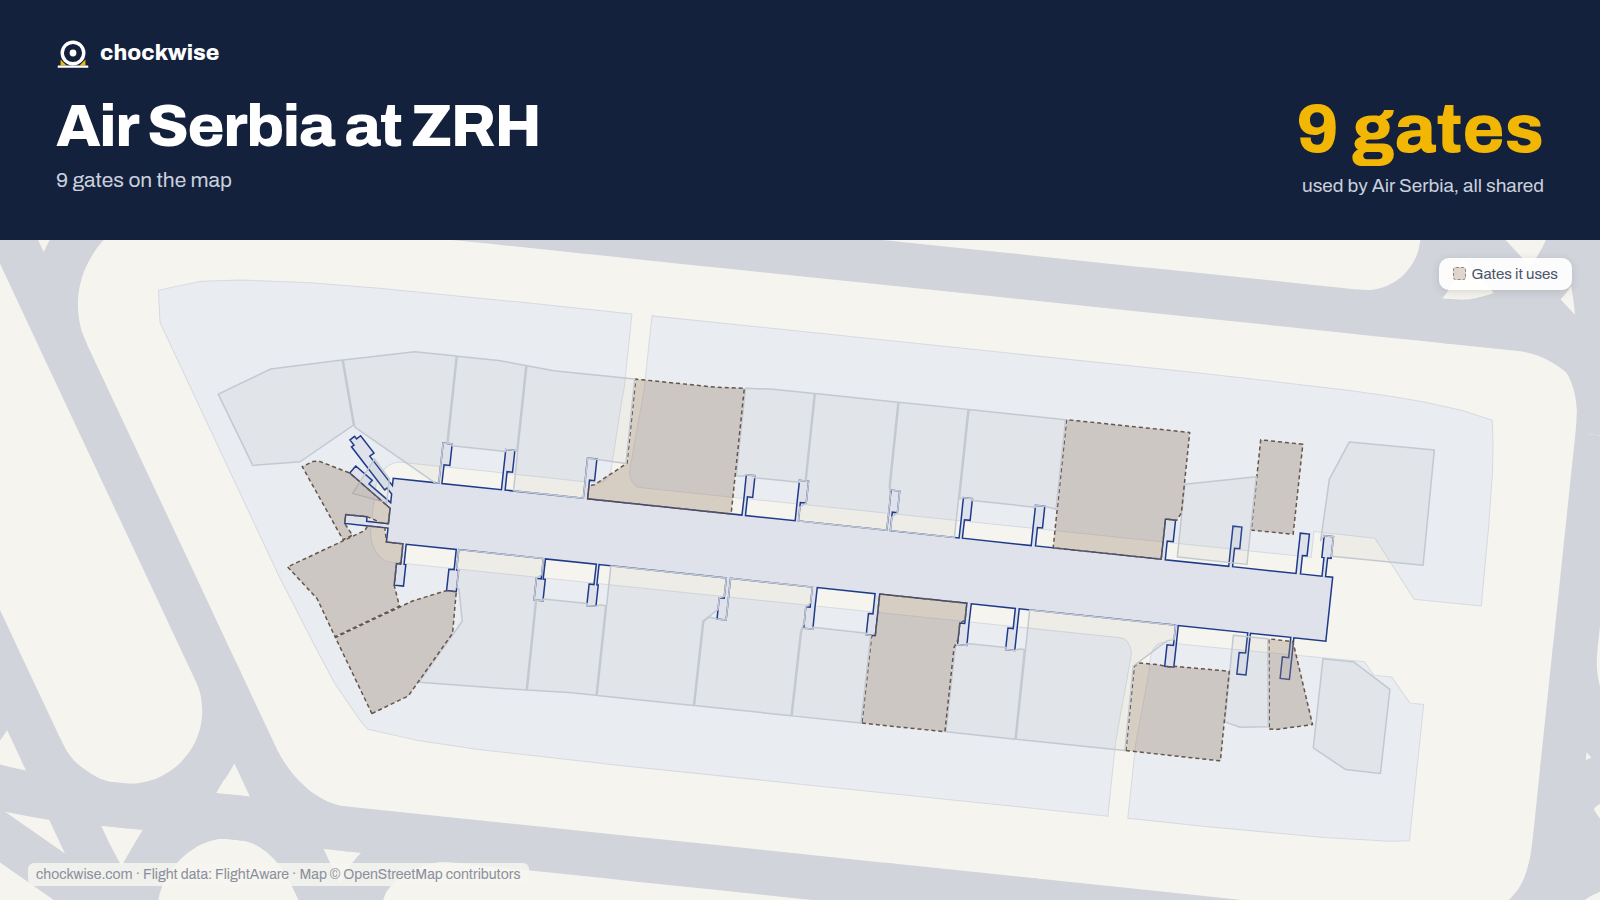 chockwise
Air Serbia at ZRH
9 gates on the map
9 gates
used by Air Serbia, all shared
Gates it uses
chockwise.com · Flight data: FlightAware · Map © OpenStreetMap contributors